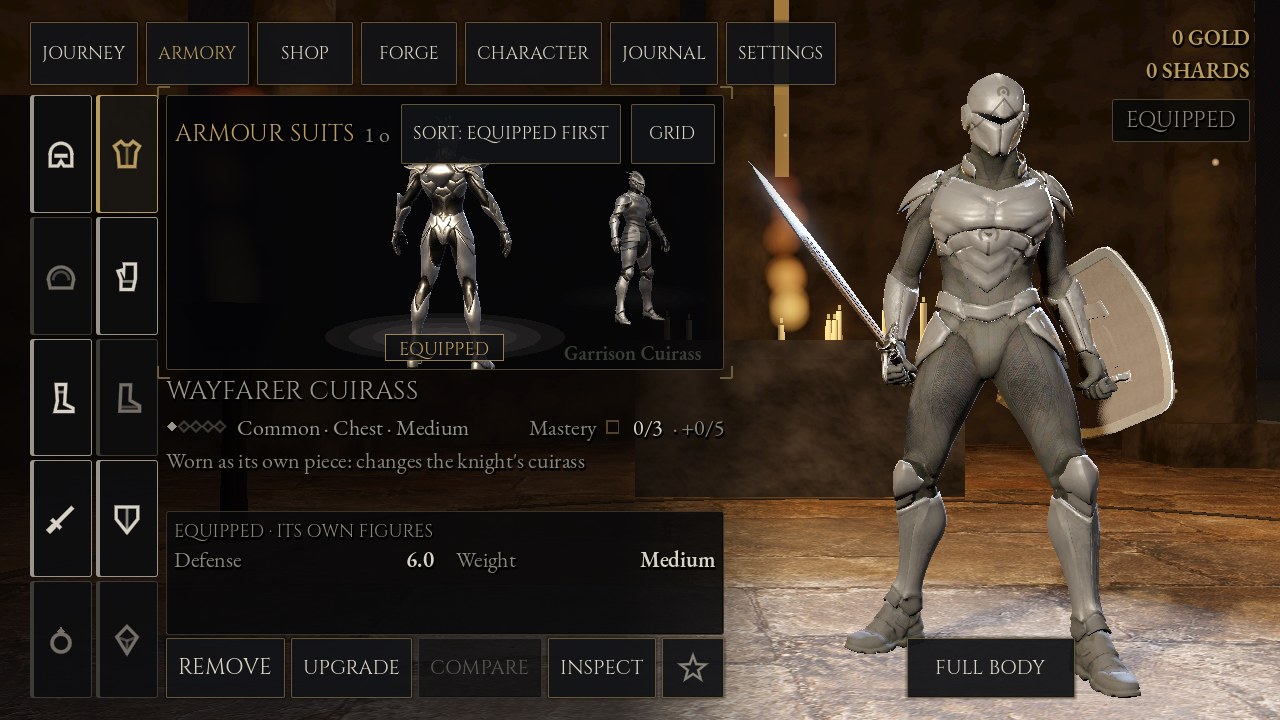 JOURNEY ARMORY SHOP FORGE CHARACTER JOURNAL SETTINGS
0 GOLD
0 SHARDS
EQUIPPED
ARMOUR SUITS 1 o SORT: EQUIPPED FIRST GRID
EQUIPPED
Garrison Cuirass
WAYFARER CUIRASS
Common · Chest · Medium Mastery 0/3 · +0/5
Worn as its own piece: changes the knight's cuirass
EQUIPPED · ITS OWN FIGURES
Defense 6.0 Weight Medium
REMOVE UPGRADE COMPARE INSPECT
FULL BODY